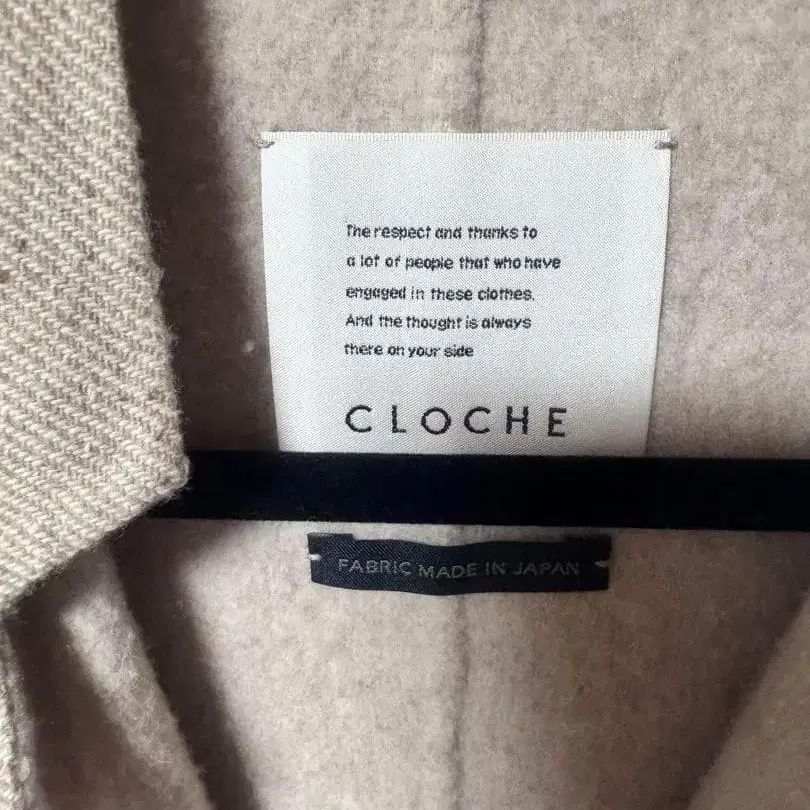 The respect and thanks to
a lot of people that who have
engaged in these clothes.
And the thought is always
there on your side
CLOCHE
FABRIC MADE IN JAPAN